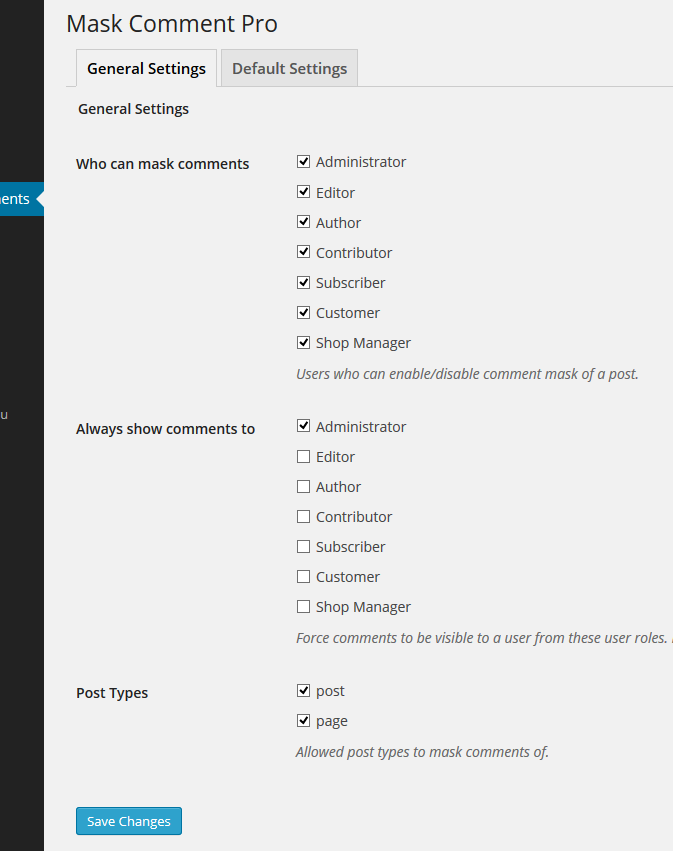 Mask Comment Pro
General Settings
Default Settings
General Settings
Who can mask comments
Administrator
Editor
Author
Contributor
Subscriber
Customer
Shop Manager
Users who can enable/disable comment mask of a post.
Always show comments to
Administrator
Editor
Author
Contributor
Subscriber
Customer
Shop Manager
Force comments to be visible to a user from these user roles.
Post Types
post
page
Allowed post types to mask comments of.
Save Changes
ents
u